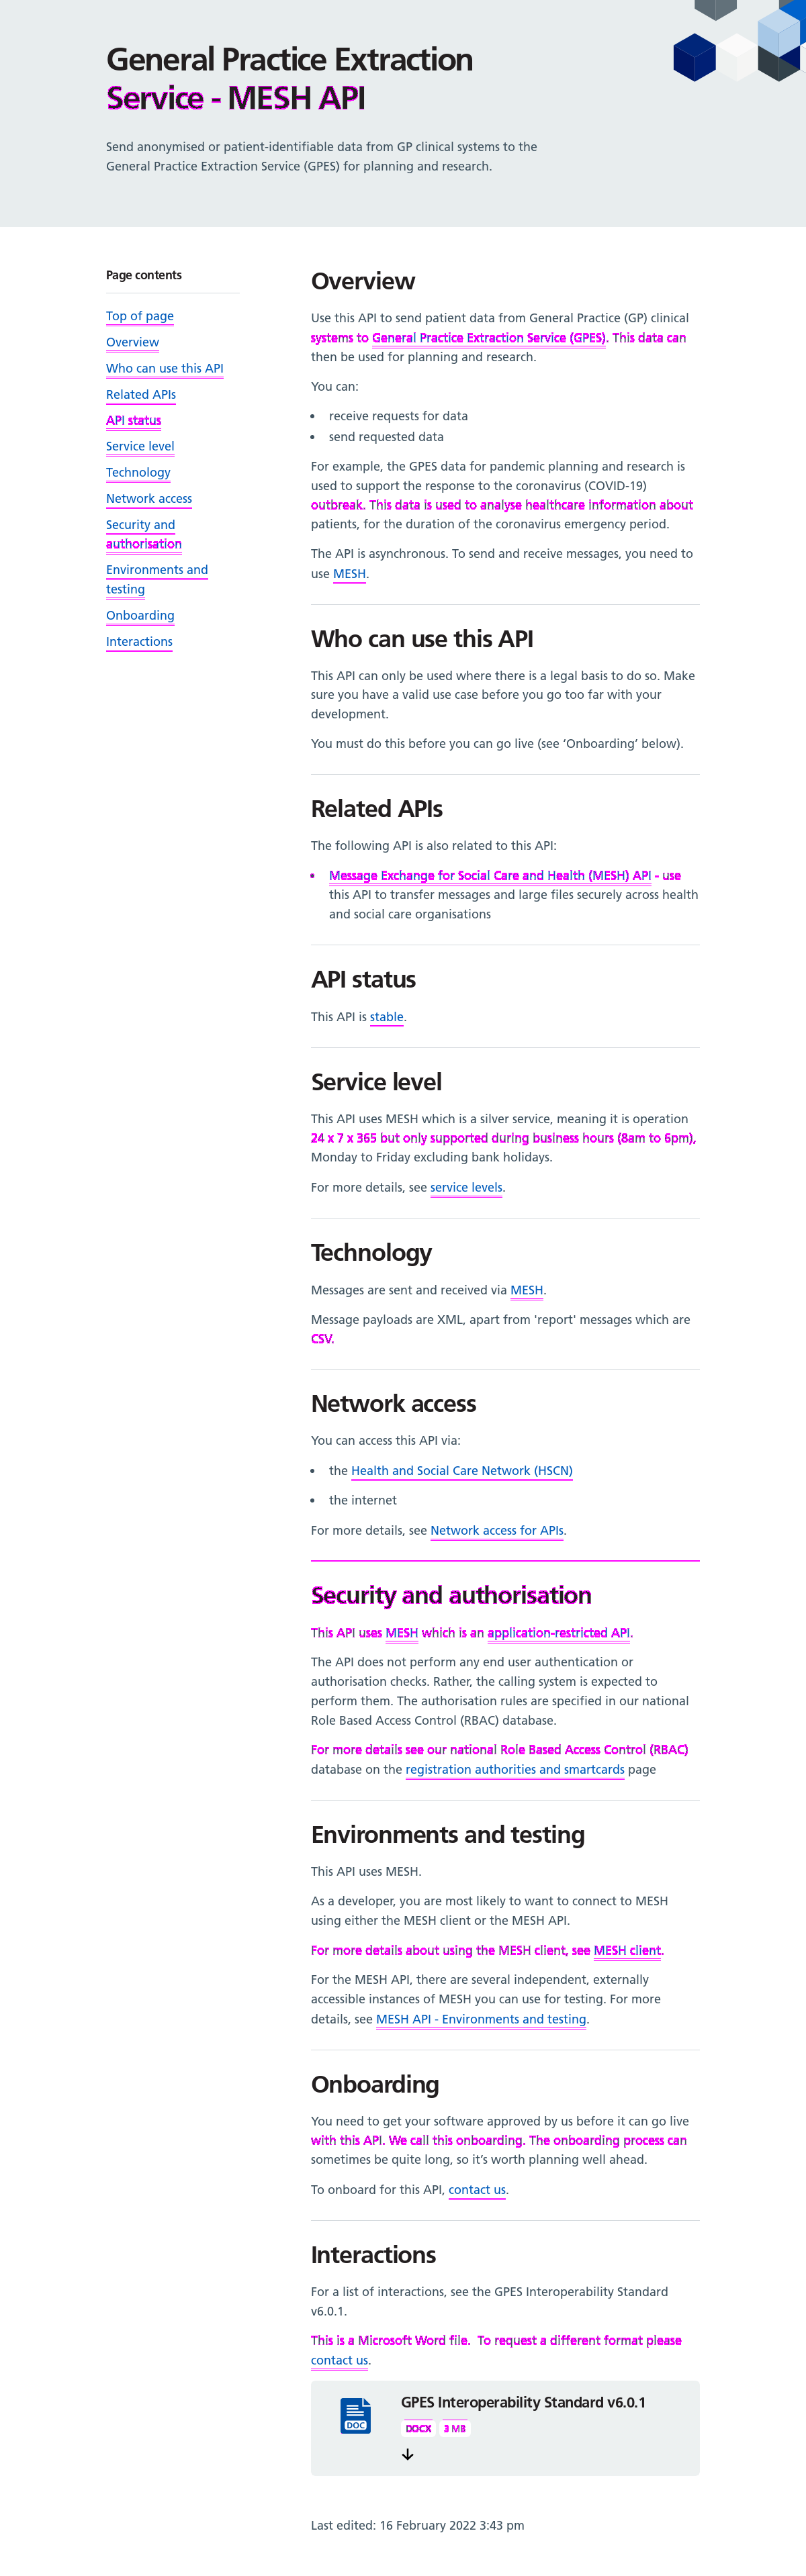 General Practice Extraction
Service - MESH API
Send anonymised or patient-identifiable data from GP clinical systems to the
General Practice Extraction Service (GPES) for planning and research.
Page contents
Top of page
Overview
Who can use this API
Related APIs
API status
Service level
Technology
Network access
Security and
authorisation
Environments and
testing
Onboarding
Interactions
Overview
Use this API to send patient data from General Practice (GP) clinical
systems to General Practice Extraction Service (GPES). This data can
then be used for planning and research.
You can:
• receive requests for data
• send requested data
For example, the GPES data for pandemic planning and research is
used to support the response to the coronavirus (COVID-19)
outbreak. This data is used to analyse healthcare information about
patients, for the duration of the coronavirus emergency period.
The API is asynchronous. To send and receive messages, you need to
use MESH.
Who can use this API
This API can only be used where there is a legal basis to do so. Make
sure you have a valid use case before you go too far with your
development.
You must do this before you can go live (see ‘Onboarding’ below).
Related APIs
The following API is also related to this API:
• Message Exchange for Social Care and Health (MESH) API - use
this API to transfer messages and large files securely across health
and social care organisations
API status
This API is stable.
Service level
This API uses MESH which is a silver service, meaning it is operation
24 x 7 x 365 but only supported during business hours (8am to 6pm),
Monday to Friday excluding bank holidays.
For more details, see service levels.
Technology
Messages are sent and received via MESH.
Message payloads are XML, apart from 'report' messages which are
CSV.
Network access
You can access this API via:
• the Health and Social Care Network (HSCN)
• the internet
For more details, see Network access for APIs.
Security and authorisation
This API uses MESH which is an application-restricted API.
The API does not perform any end user authentication or
authorisation checks. Rather, the calling system is expected to
perform them. The authorisation rules are specified in our national
Role Based Access Control (RBAC) database.
For more details see our national Role Based Access Control (RBAC)
database on the registration authorities and smartcards page
Environments and testing
This API uses MESH.
As a developer, you are most likely to want to connect to MESH
using either the MESH client or the MESH API.
For more details about using the MESH client, see MESH client.
For the MESH API, there are several independent, externally
accessible instances of MESH you can use for testing. For more
details, see MESH API - Environments and testing.
Onboarding
You need to get your software approved by us before it can go live
with this API. We call this onboarding. The onboarding process can
sometimes be quite long, so it’s worth planning well ahead.
To onboard for this API, contact us.
Interactions
For a list of interactions, see the GPES Interoperability Standard
v6.0.1.
This is a Microsoft Word file. To request a different format please
contact us.
DOC
GPES Interoperability Standard v6.0.1
DOCX 3 MB
Last edited: 16 February 2022 3:43 pm